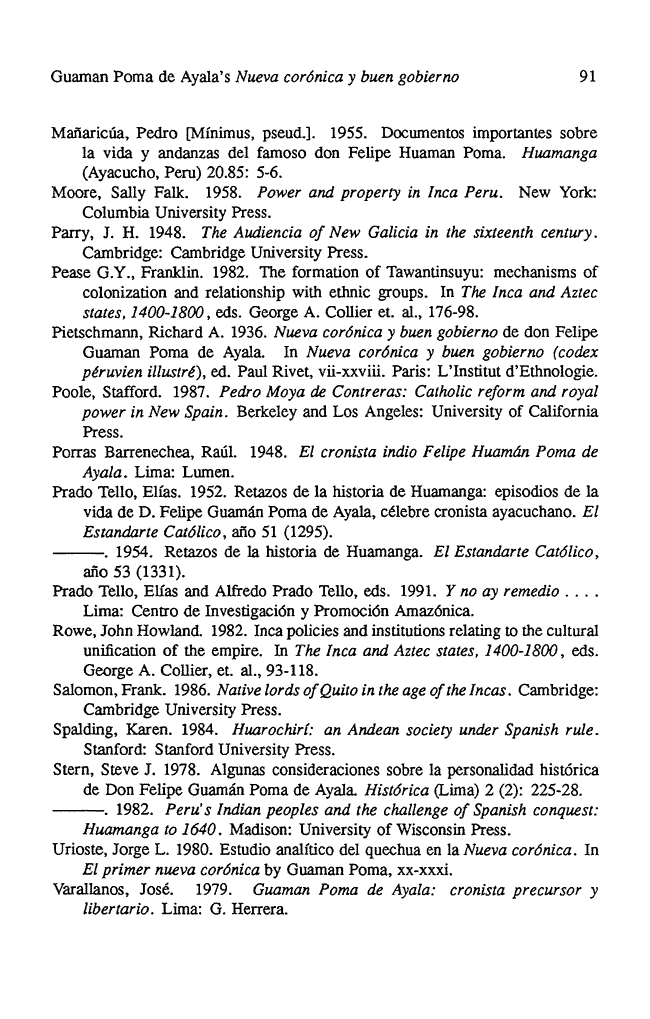 Guaman Poma de Ayala's Nueva corónica y buen gobierno 91
Mañaricúa, Pedro [Mínimus, pseud.]. 1955. Documentos importantes sobre
la vida y andanzas del famoso don Felipe Huaman Poma. Huamanga
(Ayacucho, Peru) 20.85: 5-6.
Moore, Sally Falk. 1958. Power and property in Inca Peru. New York:
Columbia University Press.
Parry, J. H. 1948. The Audiencia of New Galicia in the sixteenth century.
Cambridge: Cambridge University Press.
Pease G.Y., Franklin. 1982. The formation of Tawantinsuyu: mechanisms of
colonization and relationship with ethnic groups. In The Inca and Aztec
states, 1400-1800, eds. George A. Collier et. al., 176-98.
Pietschmann, Richard A. 1936. Nueva corónica y buen gobierno de don Felipe
Guaman Poma de Ayala. In Nueva corónica y buen gobierno (codex
péruvien illustré), ed. Paul Rivet, vii-xxviii. Paris: L'Institut d'Ethnologie.
Poole, Stafford. 1987. Pedro Moya de Contreras: Catholic reform and royal
power in New Spain. Berkeley and Los Angeles: University of California
Press.
Porras Barrenechea, Raúl. 1948. El cronista indio Felipe Huamán Poma de
Ayala. Lima: Lumen.
Prado Tello, Elías. 1952. Retazos de la historia de Huamanga: episodios de la
vida de D. Felipe Guamán Poma de Ayala, célebre cronista ayacuchano. El
Estandarte Católico, año 51 (1295).
———. 1954. Retazos de la historia de Huamanga. El Estandarte Católico,
año 53 (1331).
Prado Tello, Elías and Alfredo Prado Tello, eds. 1991. Y no ay remedio . . . .
Lima: Centro de Investigación y Promoción Amazónica.
Rowe, John Howland. 1982. Inca policies and institutions relating to the cultural
unification of the empire. In The Inca and Aztec states, 1400-1800, eds.
George A. Collier, et. al., 93-118.
Salomon, Frank. 1986. Native lords of Quito in the age of the Incas. Cambridge:
Cambridge University Press.
Spalding, Karen. 1984. Huarochirí: an Andean society under Spanish rule.
Stanford: Stanford University Press.
Stern, Steve J. 1978. Algunas consideraciones sobre la personalidad histórica
de Don Felipe Guamán Poma de Ayala. Histórica (Lima) 2 (2): 225-28.
———. 1982. Peru's Indian peoples and the challenge of Spanish conquest:
Huamanga to 1640. Madison: University of Wisconsin Press.
Urioste, Jorge L. 1980. Estudio analítico del quechua en la Nueva corónica. In
El primer nueva corónica by Guaman Poma, xx-xxxi.
Varallanos, José. 1979. Guaman Poma de Ayala: cronista precursor y
libertario. Lima: G. Herrera.